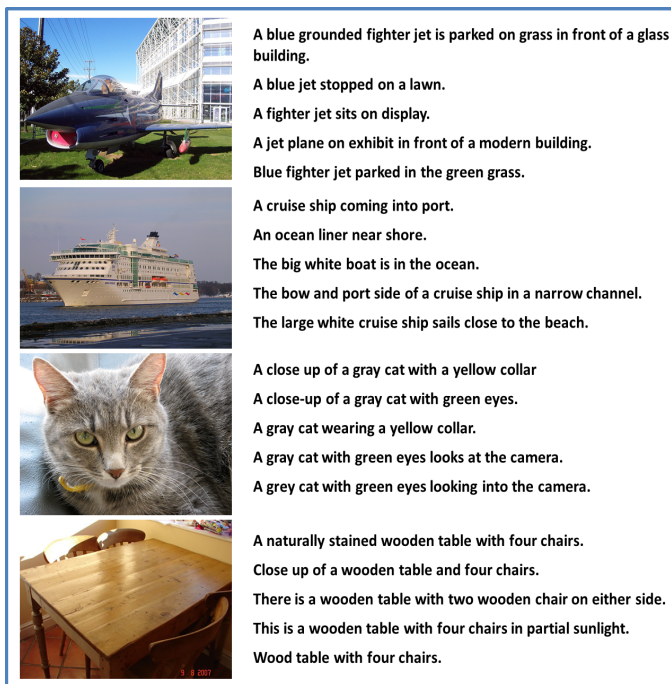 A blue grounded fighter jet is parked on grass in front of a glass
building.
A blue jet stopped on a lawn.
A fighter jet sits on display.
A jet plane on exhibit in front of a modern building.
Blue fighter jet parked in the green grass.
A cruise ship coming into port.
An ocean liner near shore.
The big white boat is in the ocean.
The bow and port side of a cruise ship in a narrow channel.
The large white cruise ship sails close to the beach.
A close up of a gray cat with a yellow collar
A close-up of a gray cat with green eyes.
A gray cat wearing a yellow collar.
A gray cat with green eyes looks at the camera.
A grey cat with green eyes looking into the camera.
A naturally stained wooden table with four chairs.
Close up of a wooden table and four chairs.
There is a wooden table with two wooden chair on either side.
This is a wooden table with four chairs in partial sunlight.
Wood table with four chairs.